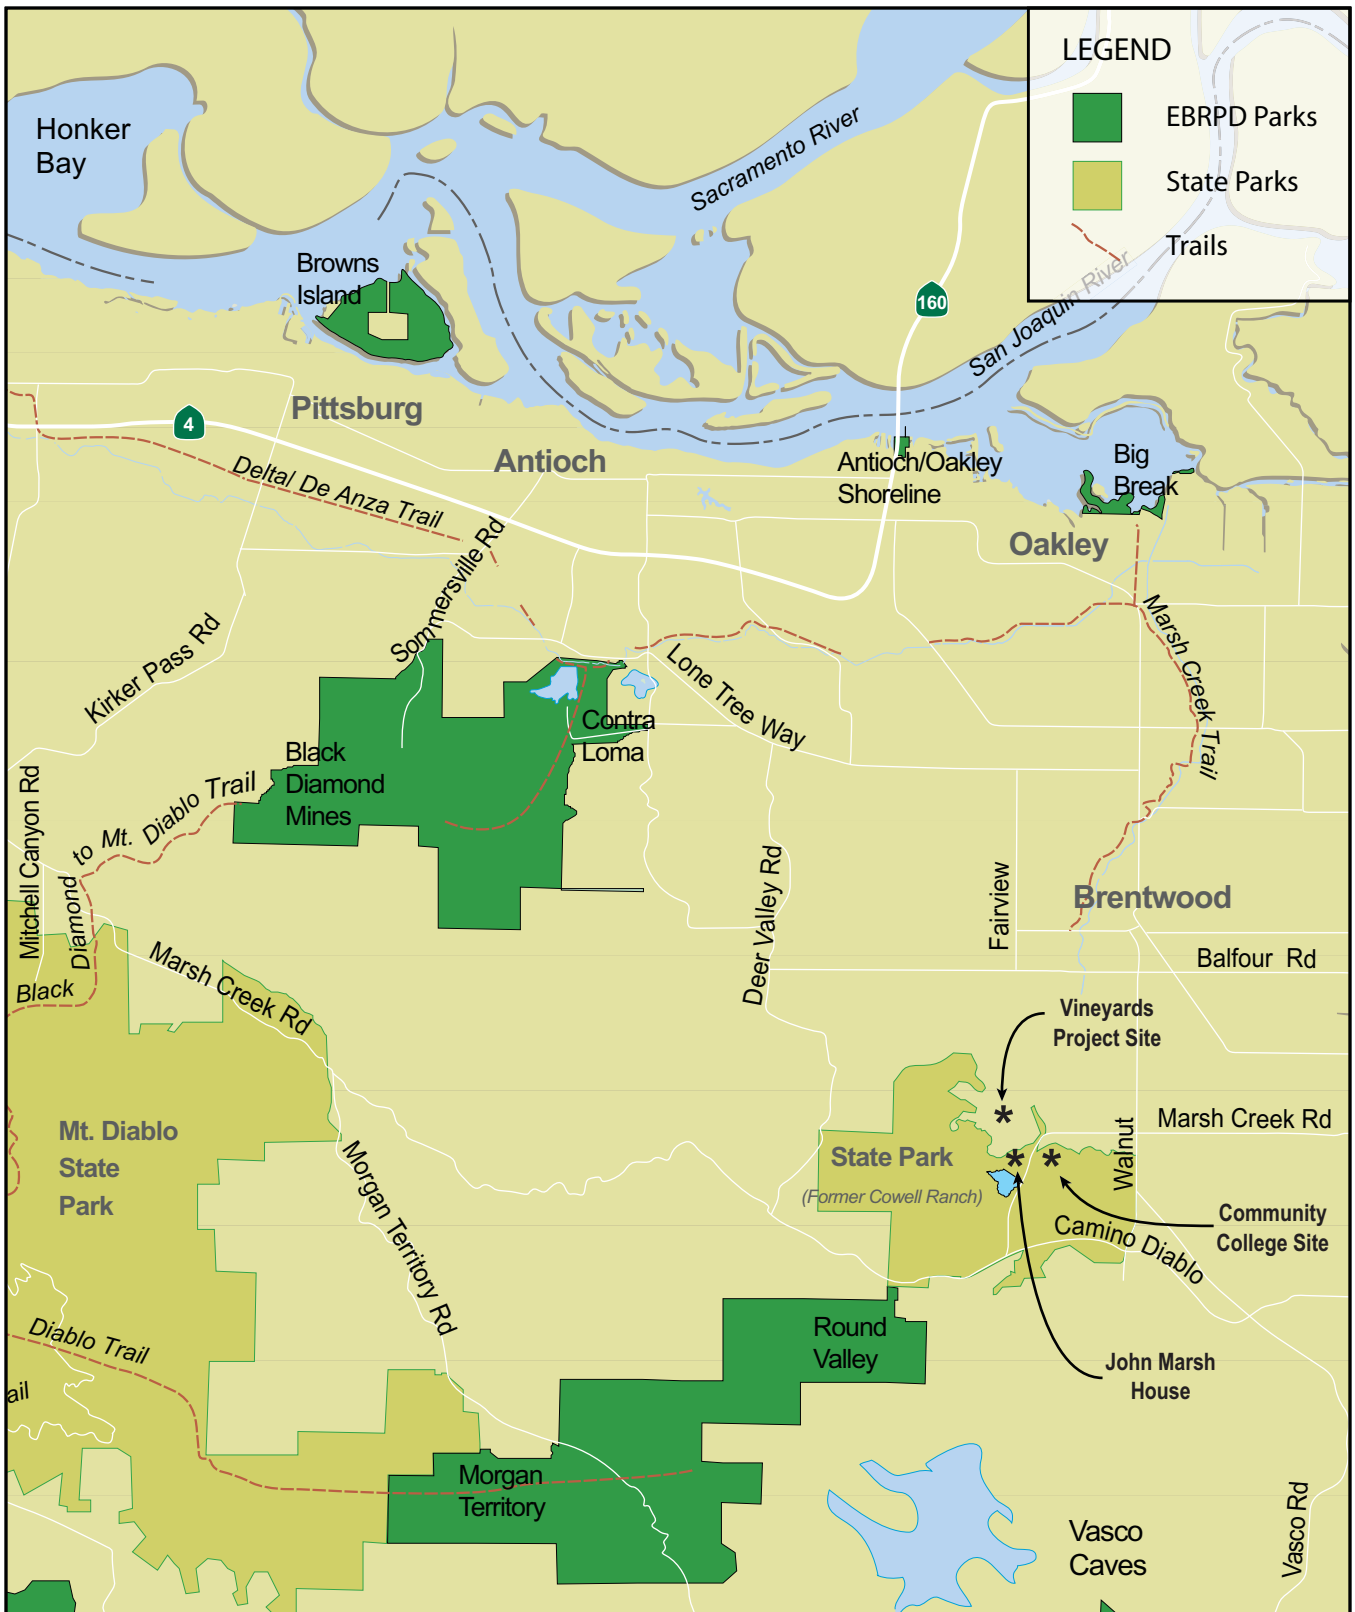 LEGEND
EBRPD Parks
State Parks
Trails
Honker
Bay
Sacramento River
Browns
Island
160
San Joaquin River
Pittsburg
4
Antioch
Deltal De Anza Trail
Antioch/Oakley
Shoreline
Big
Break
Oakley
Sommersville Rd
Kirker Pass Rd
Marsh Creek Trail
Lone Tree Way
Contra
Loma
Black
Diamond
Mines
Mitchell Canyon Rd
Black
Diamond
to Mt. Diablo Trail
Deer Valley Rd
Fairview
Brentwood
Balfour Rd
Marsh Creek Rd
Vineyards
Project Site
*
Marsh Creek Rd
Mt. Diablo
State
Park
Morgan Territory Rd
State Park
(Former Cowell Ranch)
*
*
Walnut
Community
College Site
Camino Diablo
Diablo Trail
ail
Round
Valley
John Marsh
House
Morgan
Territory
Vasco
Caves
Vasco Rd